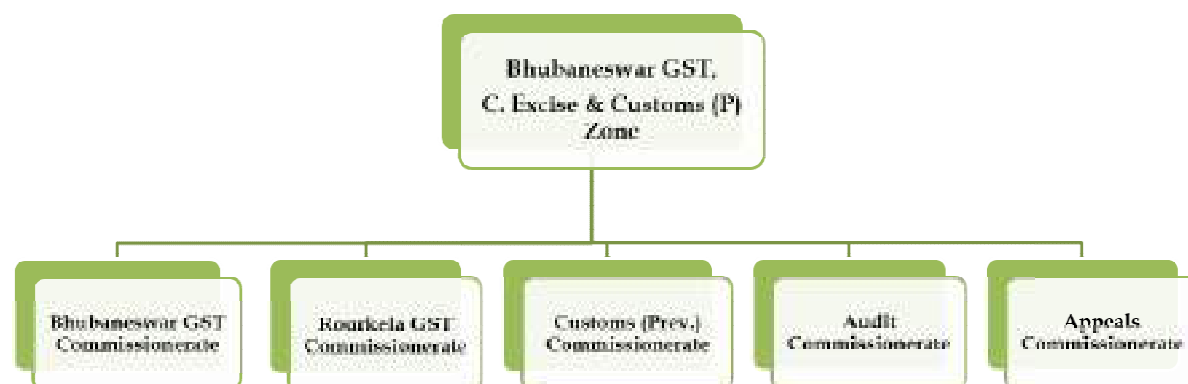 Bhubaneswar GST,
C. Excise & Customs (P)
Zone
Bhubaneswar GST
Commissionerate
Rourkela GST
Commissionerate
Customs (Prev.)
Commissionerate
Audit
Commissionerate
Appeals
Commissionerate